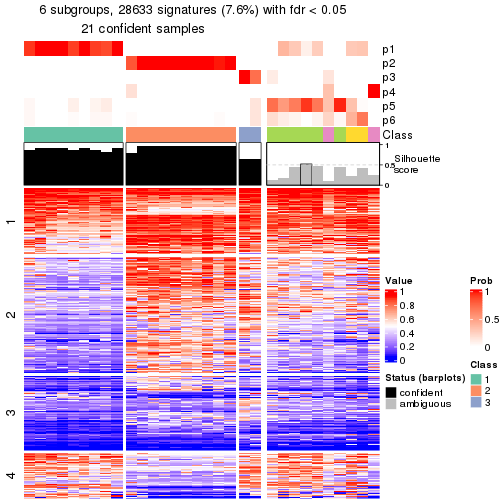 6 subgroups, 28633 signatures (7.6%) with fdr < 0.05
21 confident samples
p1
p2
p3
p4
p5
p6
Class
1
0.5
0
Silhouette
score
1
2
3
4
Value
1
0.8
0.6
0.4
0.2
0
Prob
1
0.5
0
Status (barplots)
confident
ambiguous
Class
1
2
3